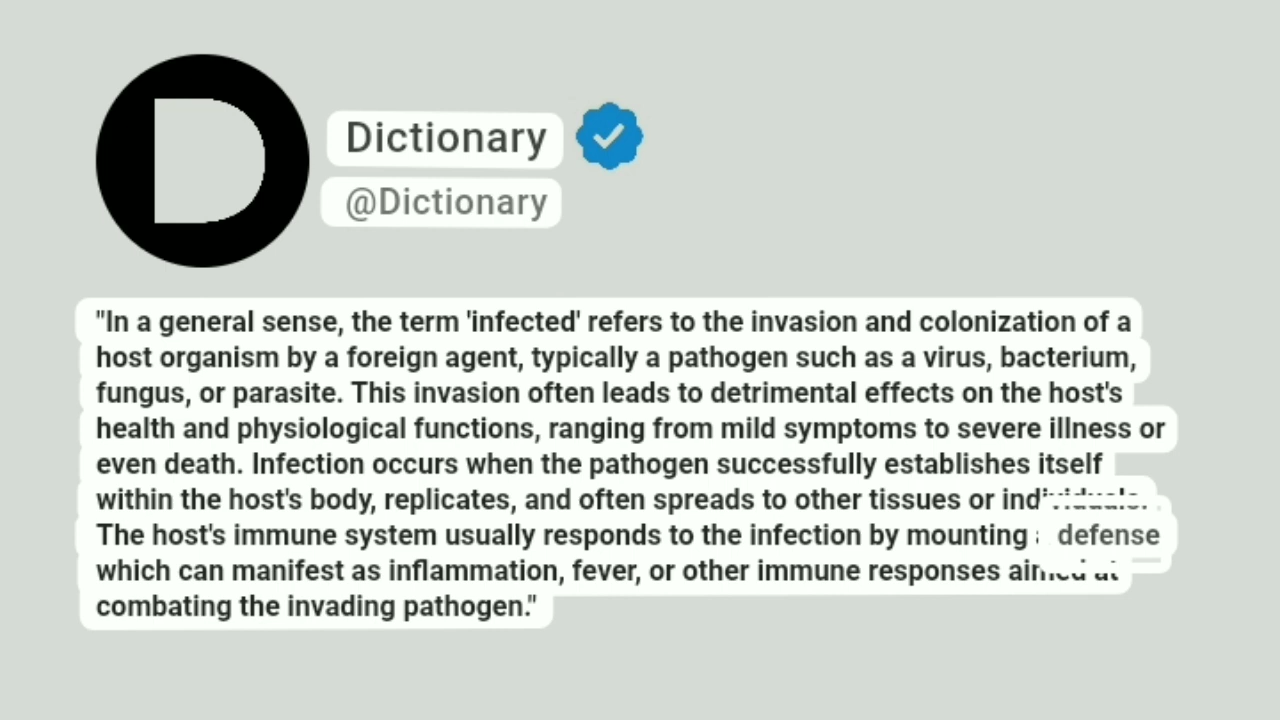 D
Dictionary
@Dictionary
"In a general sense, the term 'infected' refers to the invasion and colonization of a
host organism by a foreign agent, typically a pathogen such as a virus, bacterium,
fungus, or parasite. This invasion often leads to detrimental effects on the host's
health and physiological functions, ranging from mild symptoms to severe illness or
even death. Infection occurs when the pathogen successfully establishes itself
within the host's body, replicates, and often spreads to other tissues or individuals.
The host's immune system usually responds to the infection by mounting defense
which can manifest as inflammation, fever, or other immune responses aimed at
combating the invading pathogen."